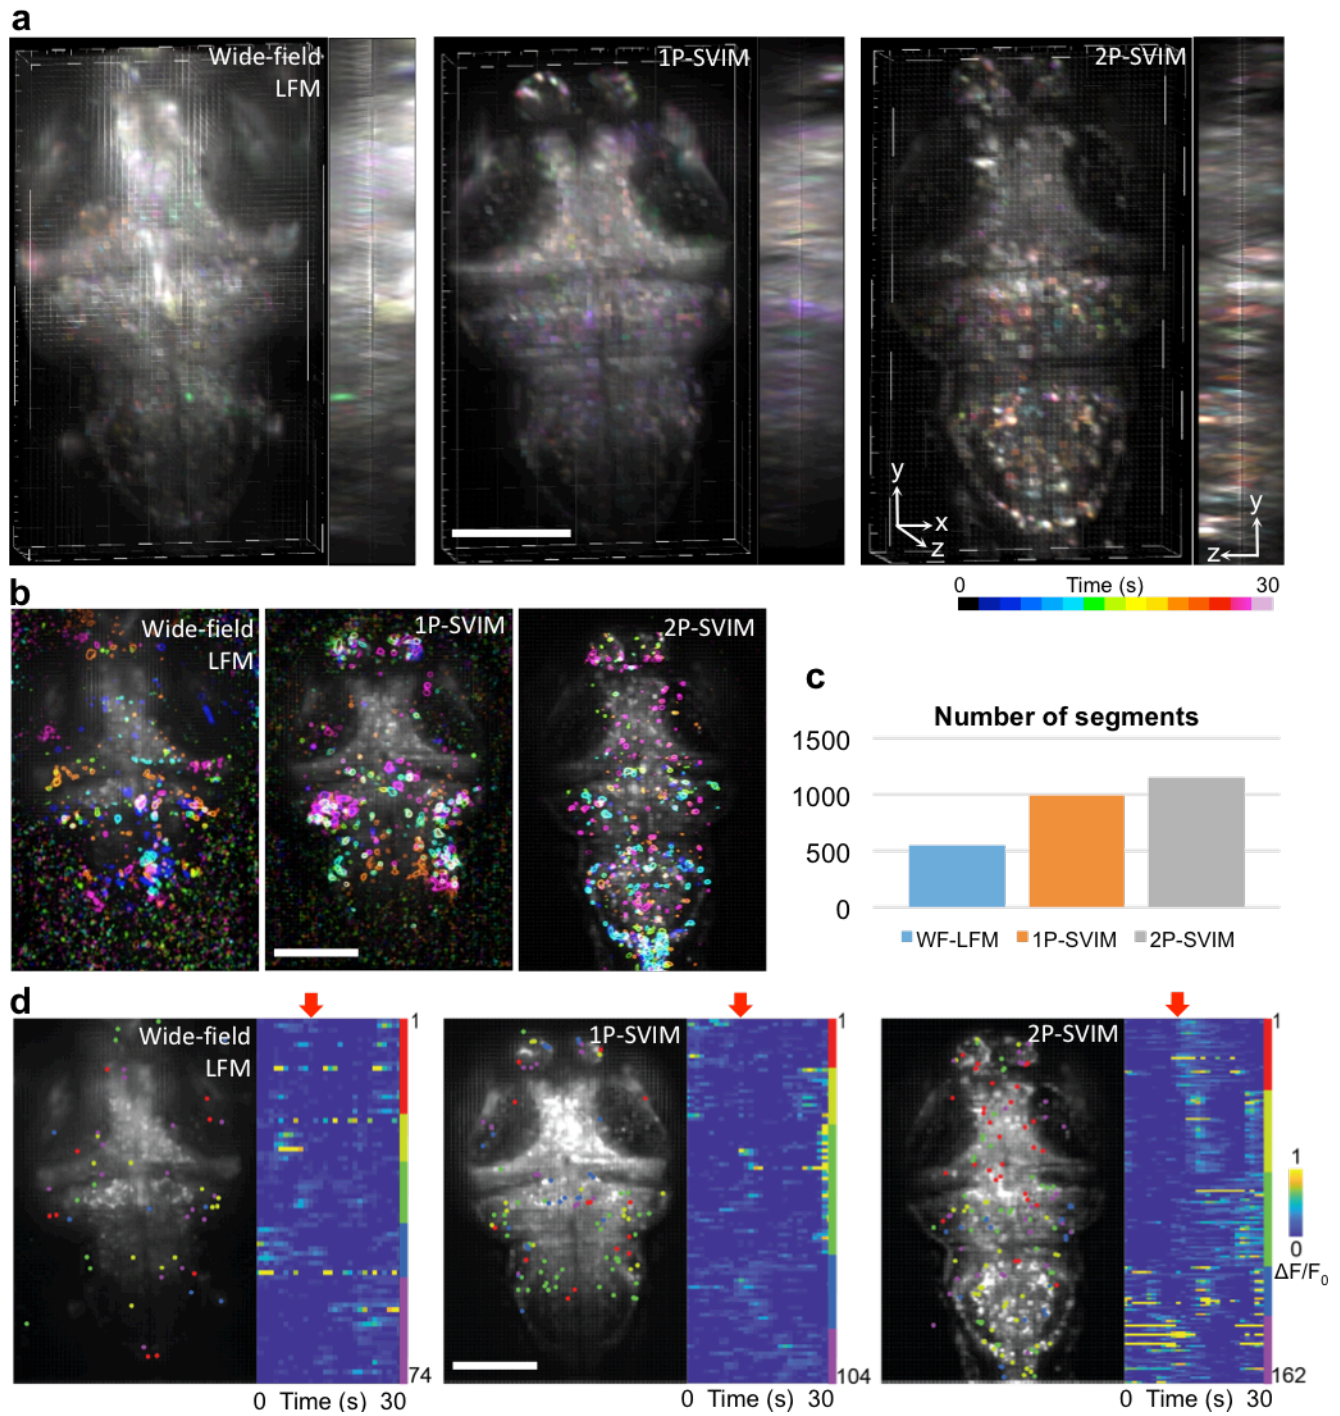 a
Wide-field
LFM
1P-SVIM
2P-SVIM
y
x
z
y
z
0 Time (s) 30
b
Wide-field
LFM
1P-SVIM
2P-SVIM
c
Number of segments
1500
1000
500
0
WF-LFM 1P-SVIM 2P-SVIM
d
Wide-field
LFM
1
74
0 Time (s) 30
1P-SVIM
1
104
0 Time (s) 30
2P-SVIM
1
162
0 Time (s) 30
1
0
ΔF/F₀